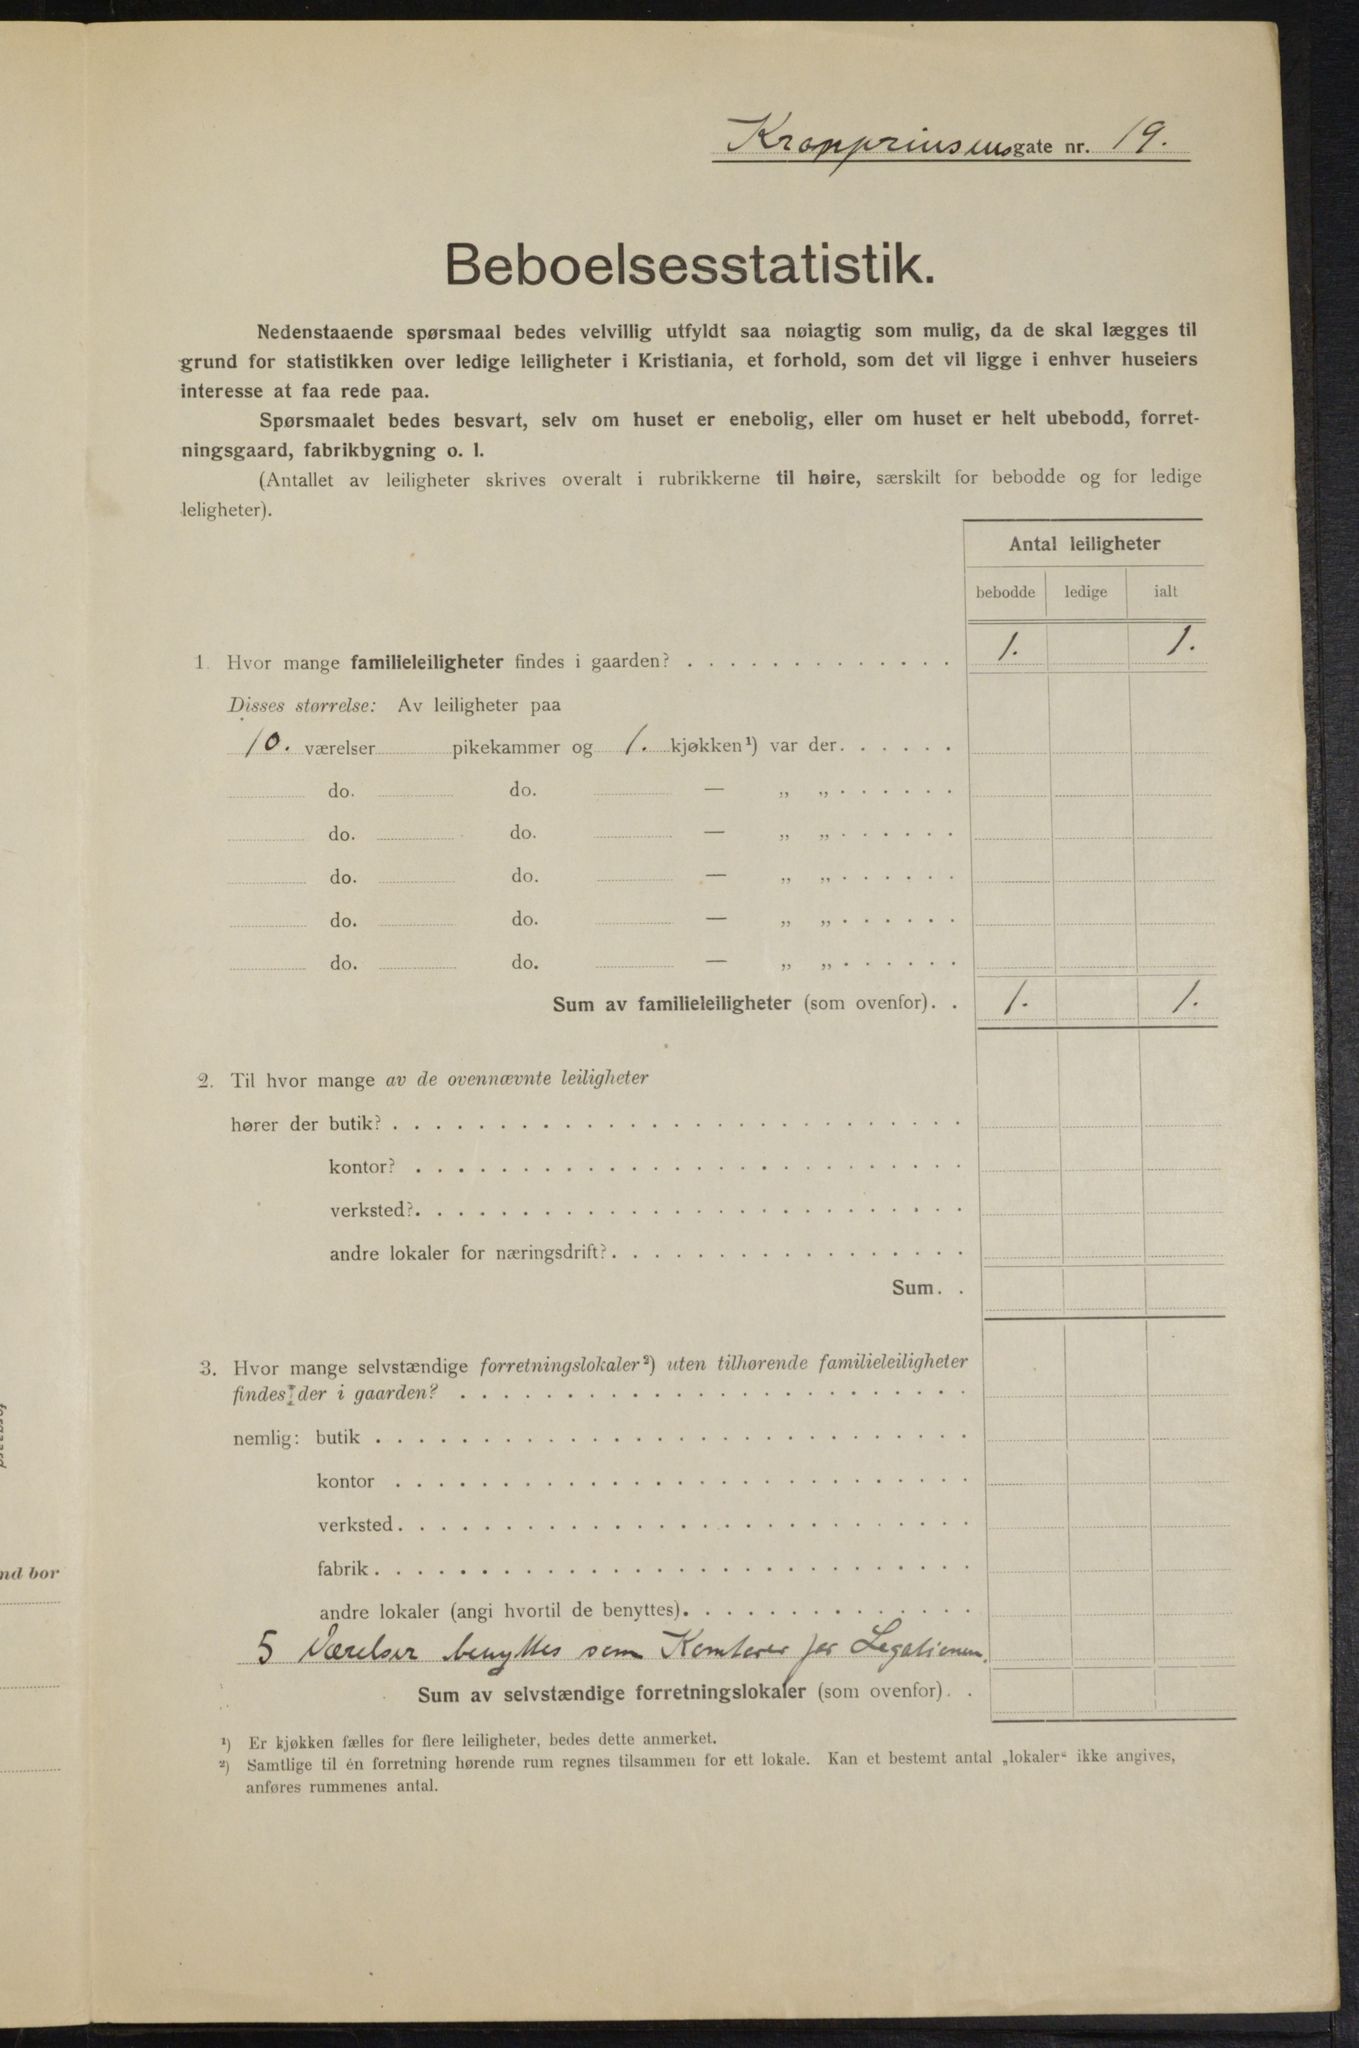 Kronprinsensgate nr. 19.
Beboelsesstatistik.
Nedenstaaende spørsmaal bedes velvillig utfyldt saa nøiagtig som mulig, da de skal lægges til
grund for statistikken over ledige leiligheter i Kristiania, et forhold, som det vil ligge i enhver huseiers
interesse at faa rede paa.
Spørsmaalet bedes besvart, selv om huset er enebolig, eller om huset er helt ubebodd, forret-
ningsgaard, fabrikbygning o. l.
(Antallet av leiligheter skrives overalt i rubrikkerne til høire, særskilt for bebodde og for ledige
leligheter).
Antal leiligheter
bebodde ledige ialt
1. Hvor mange familieleiligheter findes i gaarden? . . . . . . . . . . . . . 1. 1.
Disses størrelse: Av leiligheter paa
10. værelser pikekammer og 1. kjøkken¹) var der. . . . . .
do. do. — „ „ . . . . . .
do. do. — „ „ . . . . . .
do. do. — „ „ . . . . . .
do. do. — „ „ . . . . . .
do. do. — „ „ . . . . . .
Sum av familieleiligheter (som ovenfor). . 1. 1.
2. Til hvor mange av de ovennævnte leiligheter
hører der butik? . . . . . . . . . . . . . . . . . . . . . .
kontor? . . . . . . . . . . . . . . . . . . . . .
verksted?. . . . . . . . . . . . . . . . . . . . .
andre lokaler for næringsdrift?. . . . . . . . . . . . . .
Sum. .
3. Hvor mange selvstændige forretningslokaler²) uten tilhørende familieleiligheter
findes der i gaarden? . . . . . . . . . . . . . . . . . . . .
nemlig: butik . . . . . . . . . . . . . . . . . . . . . . .
kontor . . . . . . . . . . . . . . . . . . . . . .
verksted. . . . . . . . . . . . . . . . . . . . . .
fabrik. . . . . . . . . . . . . . . . . . . . . . .
nd bor
andre lokaler (angi hvortil de benyttes). . . . . . . . . . . .
5 Værelser benyttes som Kontorer for Legationen.
Sum av selvstændige forretningslokaler (som ovenfor). .
¹) Er kjøkken fælles for flere leiligheter, bedes dette anmerket.
²) Samtlige til én forretning hørende rum regnes tilsammen for ett lokale. Kan et bestemt antal „lokaler“ ikke angives,
anføres rummenes antal.